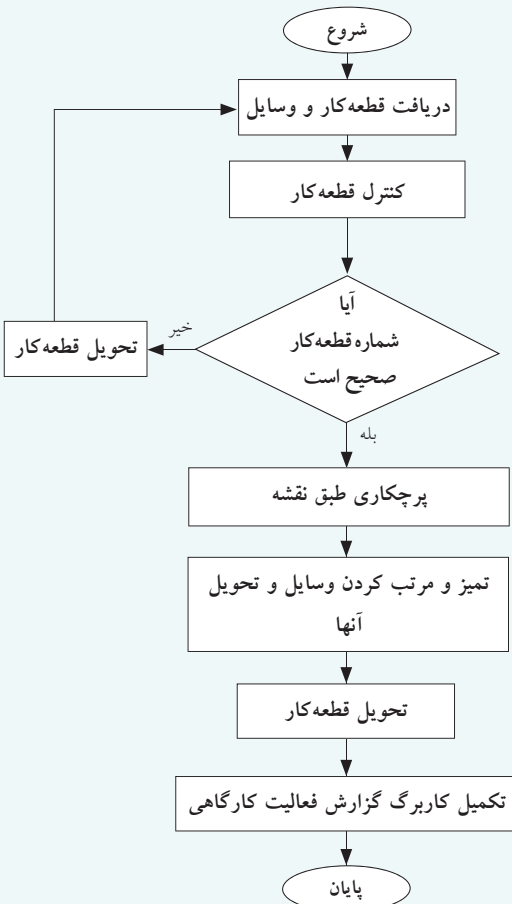 شروع
دریافت قطعه‌کار و وسایل
کنترل قطعه‌کار
آیا
شماره قطعه‌کار
صحیح است
خیر
تحویل قطعه‌کار
بله
پرچکاری طبق نقشه
تمیز و مرتب کردن وسایل و تحویل
آنها
تحویل قطعه‌کار
تکمیل کاربرگ گزارش فعالیت کارگاهی
پایان